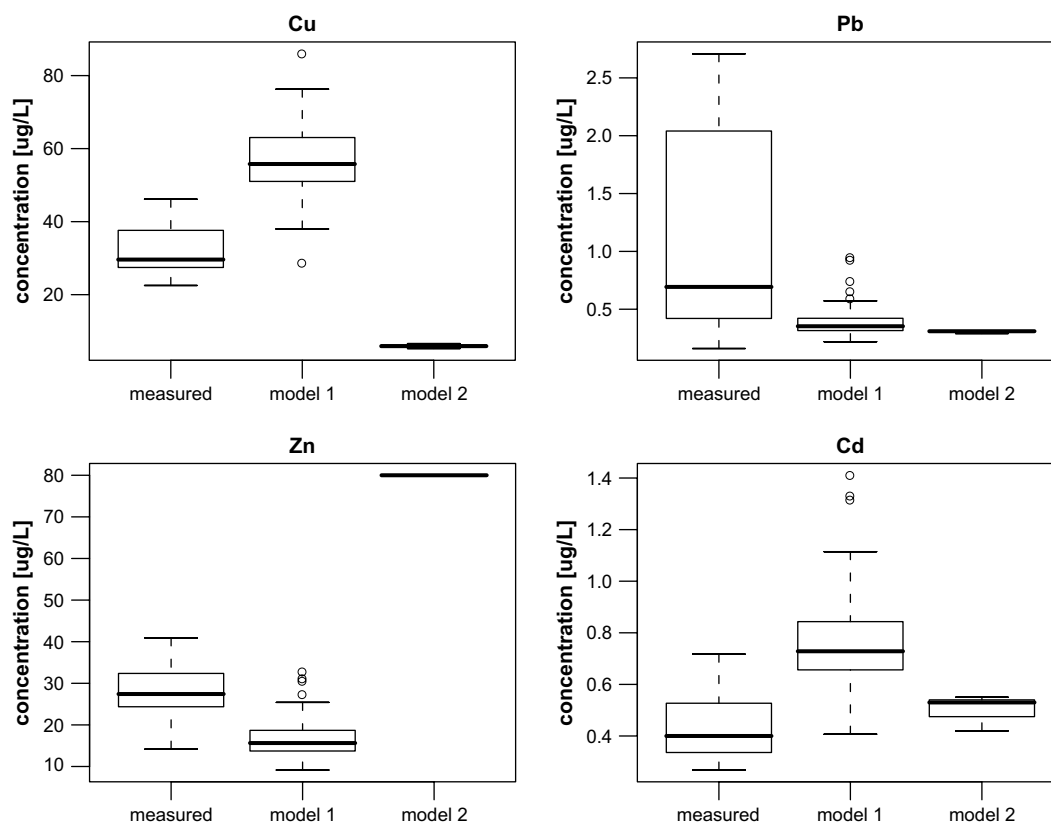 Cu
concentration [ug/L]
80
60
40
20
measured model 1 model 2
Pb
concentration [ug/L]
2.5
2.0
1.5
1.0
0.5
measured model 1 model 2
Zn
concentration [ug/L]
80
70
60
50
40
30
20
10
measured model 1 model 2
Cd
concentration [ug/L]
1.4
1.2
1.0
0.8
0.6
0.4
measured model 1 model 2